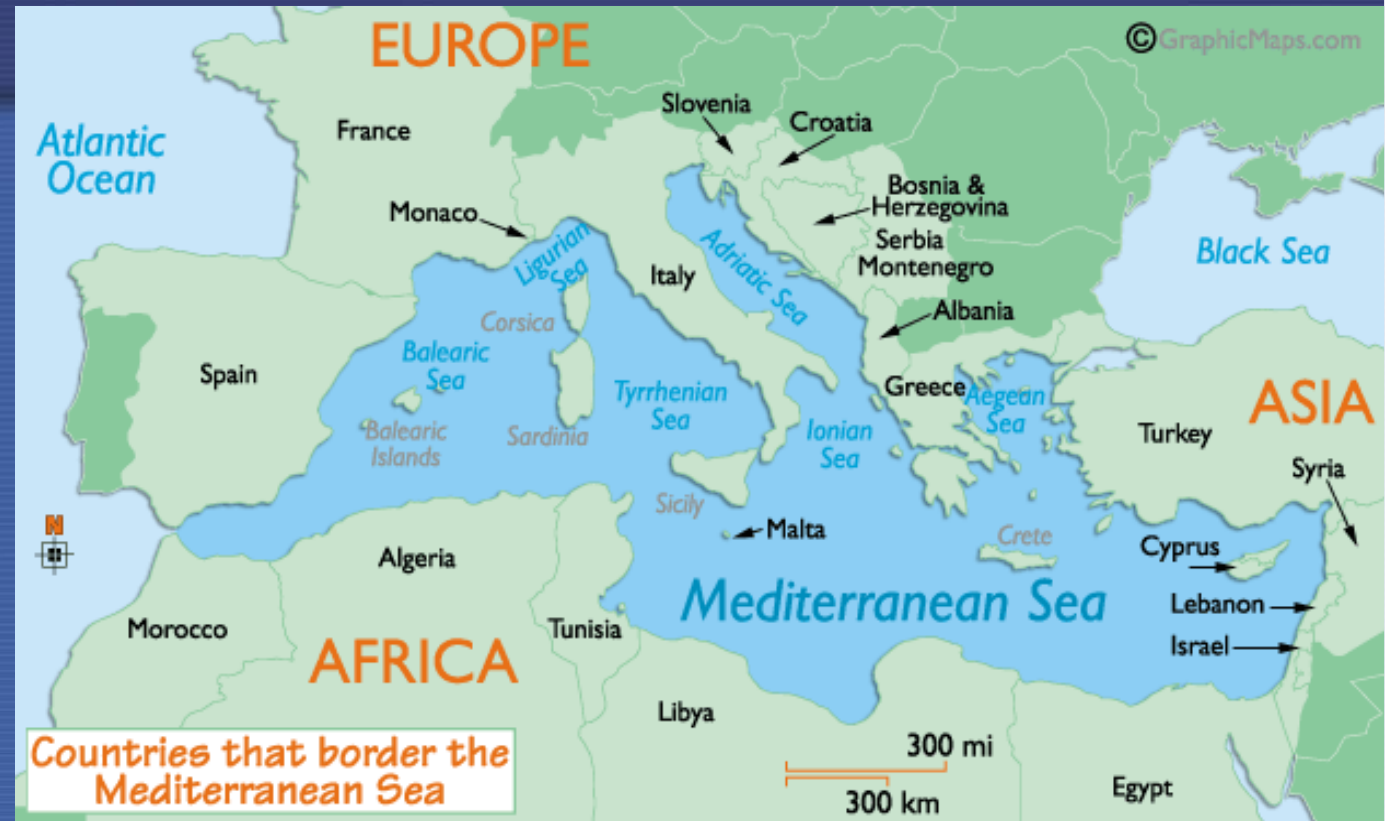 EUROPE
©GraphicMaps.com
Atlantic
Ocean
France
Slovenia
Croatia
Monaco
Bosnia &
Herzegovina
Serbia
Montenegro
Black Sea
Ligurian
Sea
Adriatic Sea
Italy
Albania
Corsica
Spain
Balearic
Sea
Tyrrhenian
Sea
Greece
Aegean
Sea
ASIA
Balearic
Islands
Sardinia
Ionian
Sea
Turkey
Syria
Sicily
N
Malta
Crete
Cyprus
Algeria
Mediterranean Sea
Lebanon
Morocco
Tunisia
Israel
AFRICA
Libya
Countries that border the
Mediterranean Sea
300 mi
300 km
Egypt